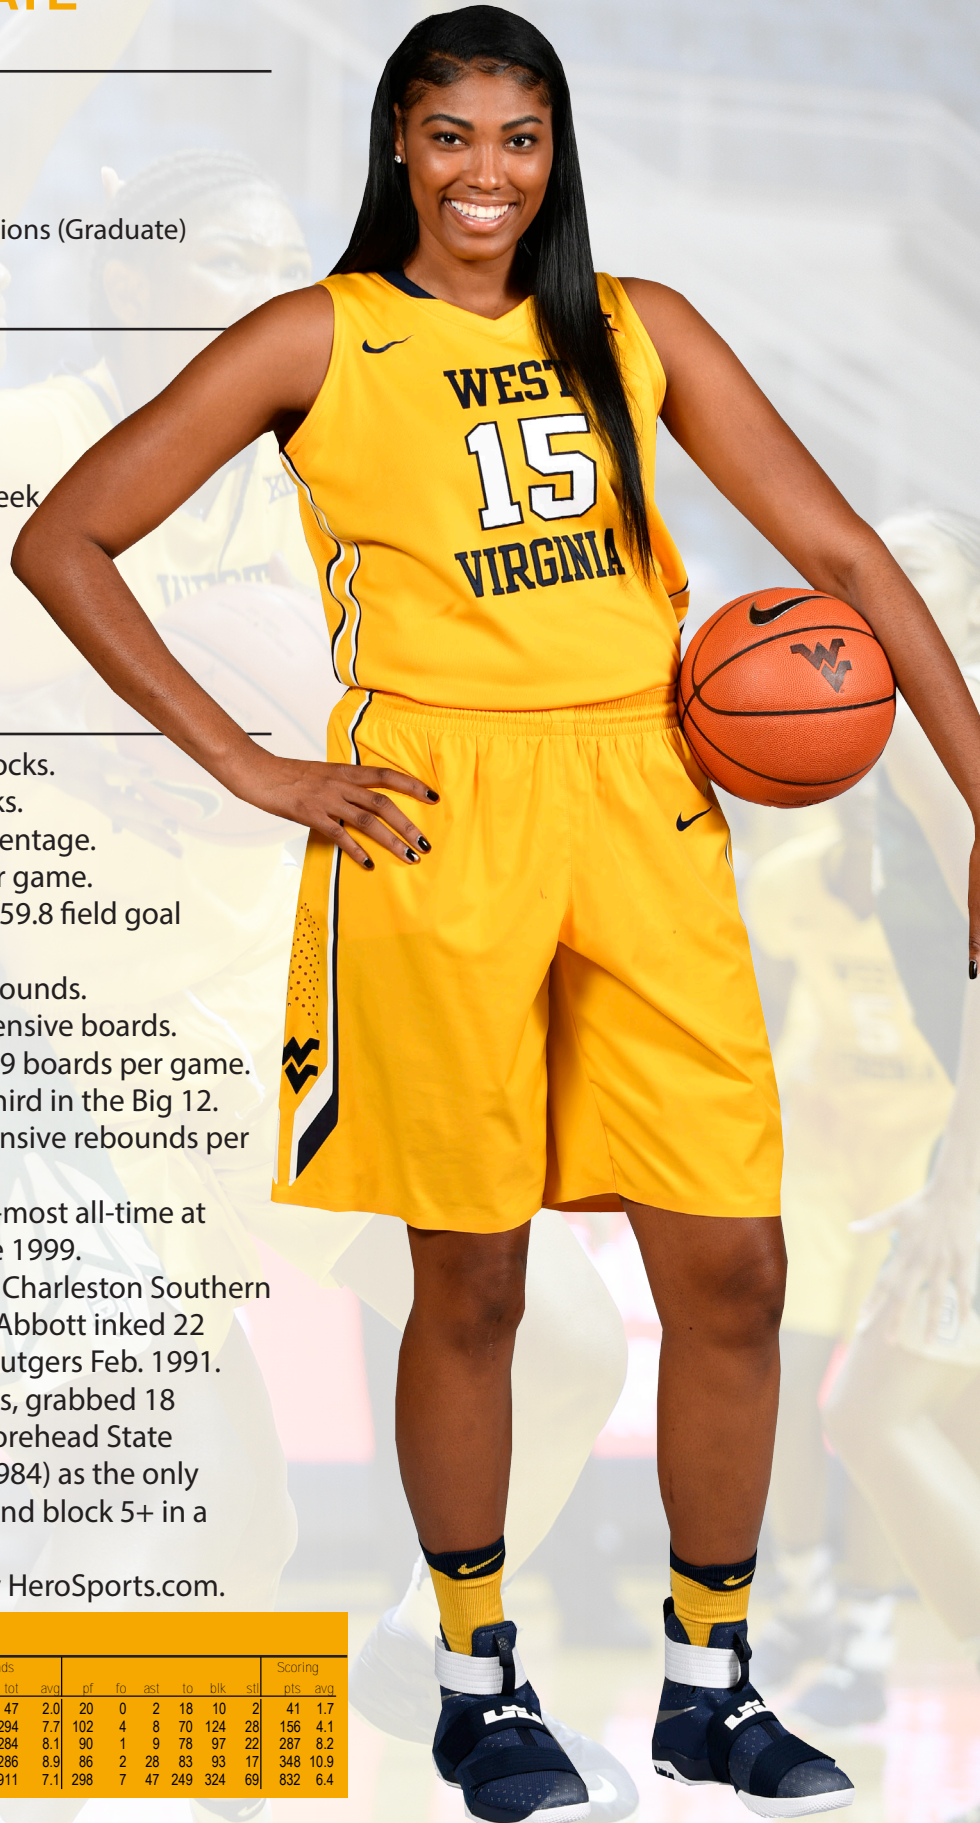 ATE
ions (Graduate)
eek
WEST
15
VIRGINIA
ocks.
ks.
entage.
r game.
59.8 field goal
ounds.
ensive boards.
9 boards per game.
hird in the Big 12.
nsive rebounds per
-most all-time at
e 1999.
Charleston Southern
Abbott inked 22
utgers Feb. 1991.
s, grabbed 18
orehead State
984) as the only
nd block 5+ in a
HeroSports.com.
ds Scoring
tot avg pf fo ast to blk stl pts avg
47 2.0 20 0 2 18 10 2 41 1.7
294 7.7 102 4 8 70 124 28 156 4.1
284 8.1 90 1 9 78 97 22 287 8.2
286 8.9 86 2 28 83 93 17 348 10.9
911 7.1 298 7 47 249 324 69 832 6.4